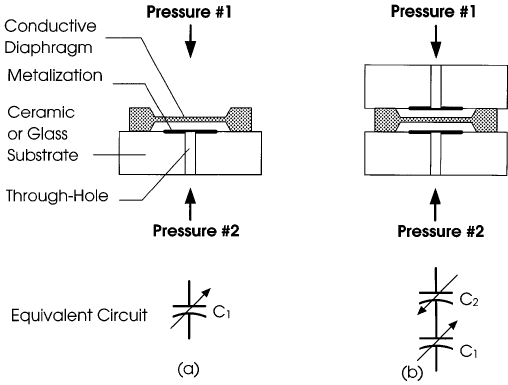 Pressure #1
Pressure #1
Conductive
Diaphragm
Metalization
Ceramic
or Glass
Substrate
Through-Hole
Pressure #2
Pressure #2
Equivalent Circuit
C1
C2
C1
(a)
(b)